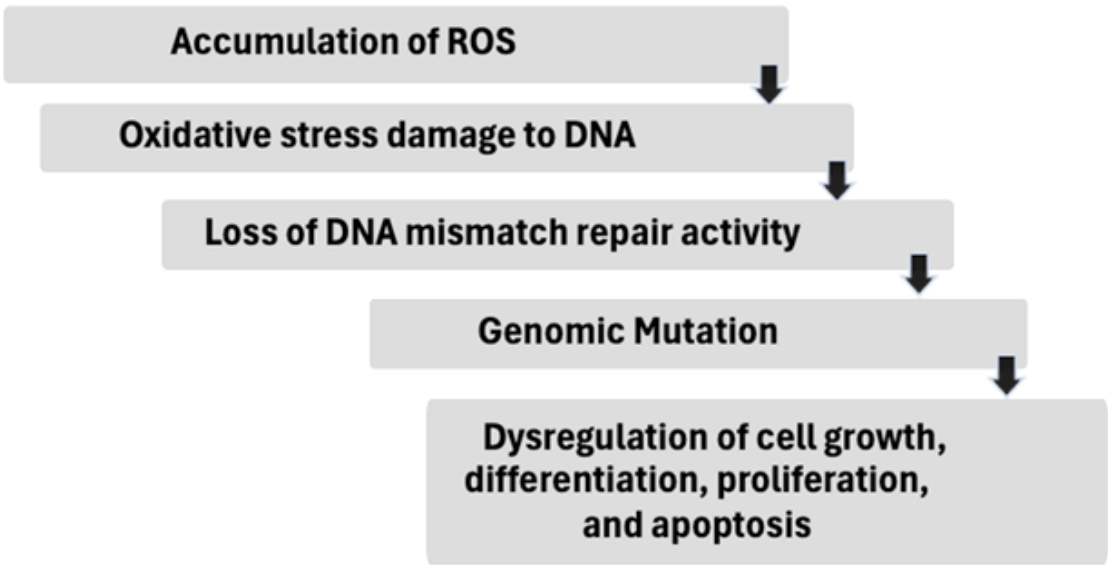 Accumulation of ROS
Oxidative stress damage to DNA
Loss of DNA mismatch repair activity
Genomic Mutation
Dysregulation of cell growth,
differentiation, proliferation,
and apoptosis